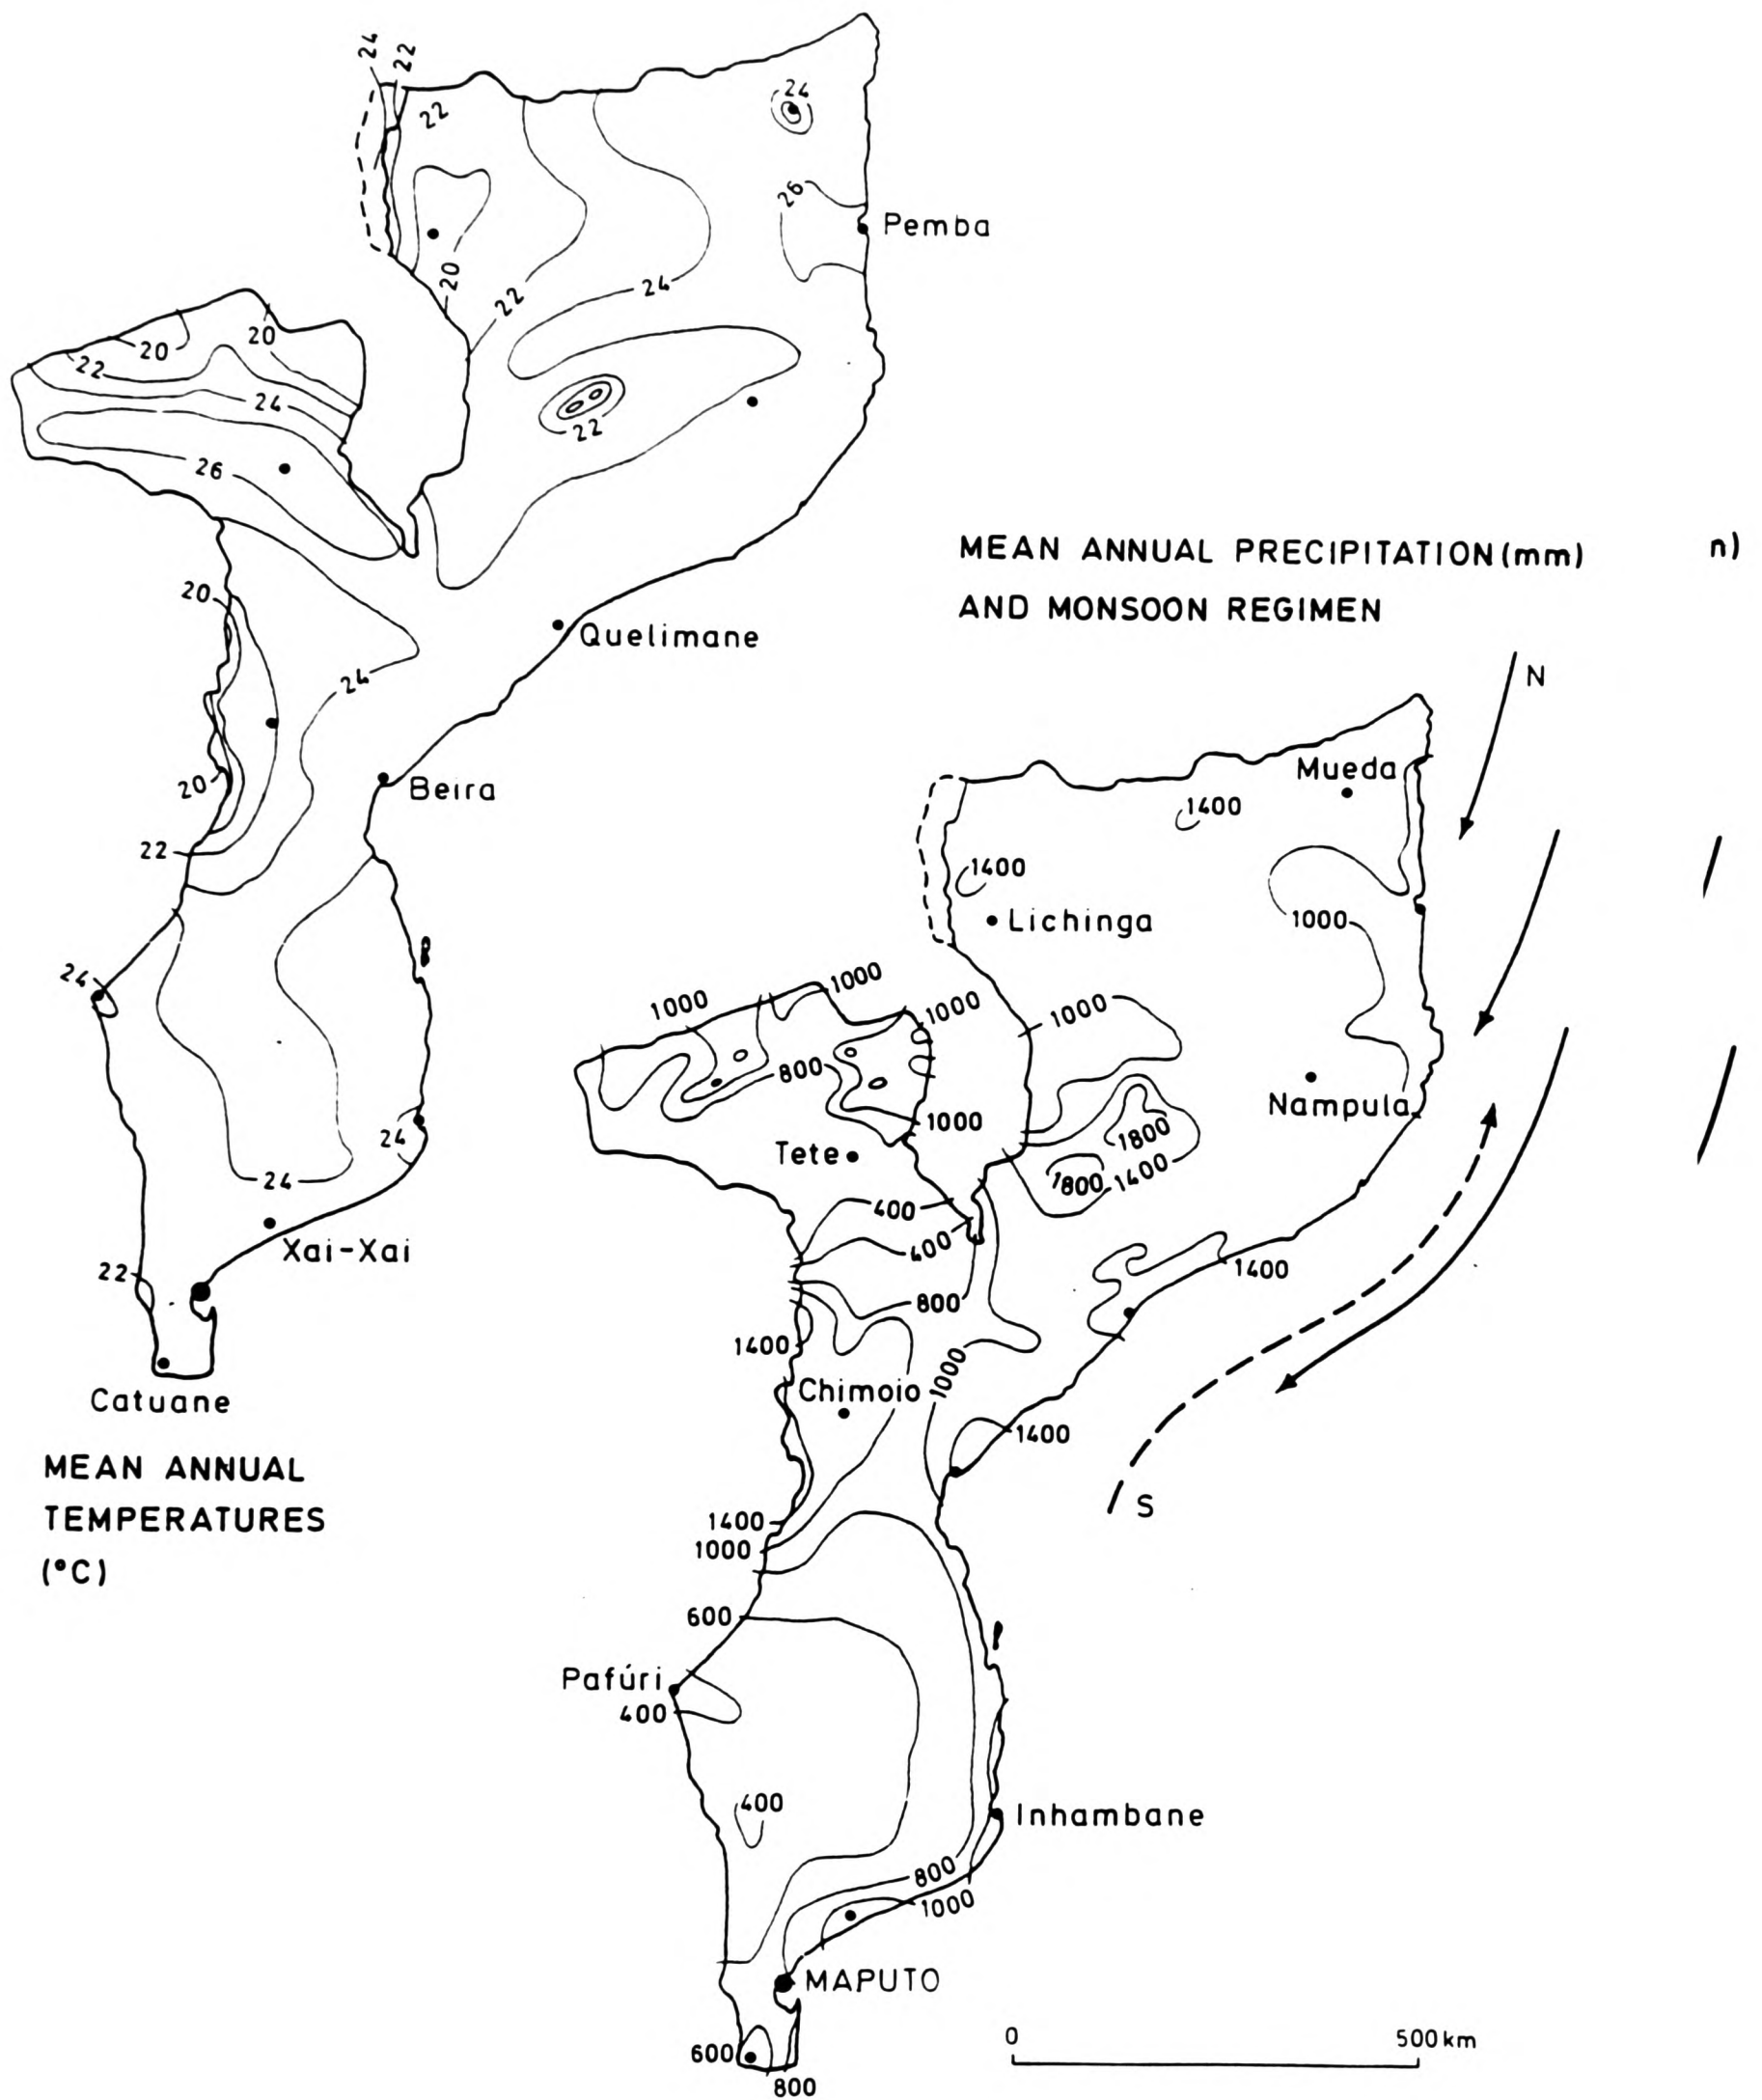 24
22
22
24
26
Pemba
20
22
24
20
20
22
24
26
22
20
Quelimane
24
20
Beira
22
24
24
24
Xai-Xai
22
Catuane
MEAN ANNUAL
TEMPERATURES
(°C)
MEAN ANNUAL PRECIPITATION (mm)
AND MONSOON REGIMEN
n)
N
Mueda
1400
1400
Lichinga
1000
1000
1000
1000
1000
800
Nampula
1000
1800
Tete
1800
1400
400
400
1400
800
1400
1000
Chimoio
1400
S
1400
1000
600
Pafúri
400
400
Inhambane
800
1000
MAPUTO
0
500 km
600
800